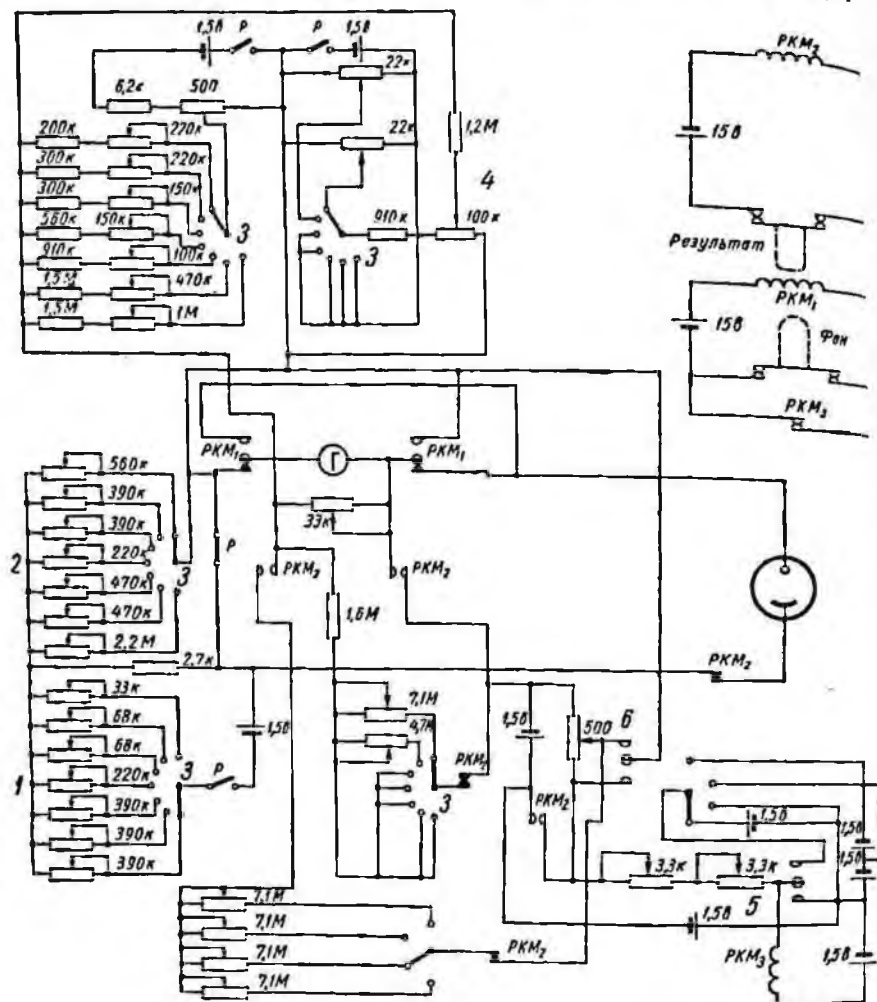 1,5в Р Р 1,5в
РКМ₂
6,2к 500 22к
200к 270к
300к 220к 22к 1,2М
15в
300к 150к
4
560к 150к 3 910к 100к
910к 100к 3
Результат
1,5М 470к
РКМ₁
1,5М 1М
15в
Фон
РКМ₃
РКМ₁ Г РКМ₁
560к
390к
33к
390к
Р
2 220к 3 РКМ₂ РКМ₂
470к
1,6М
470к
2,2М
2,7к РКМ₂
33к 7,1М
68к 1,5в 4,7М 1,5в 500 6
68к
1 220к 3 Р 3 РКМ₂
390к РКМ₂ 1,5в
390к 1,5в
1,5в
390к 3,3к 3,3к
7,1М 5
7,1М 1,5в
7,1М РКМ₂ РКМ₃ 1,5в
7,1М